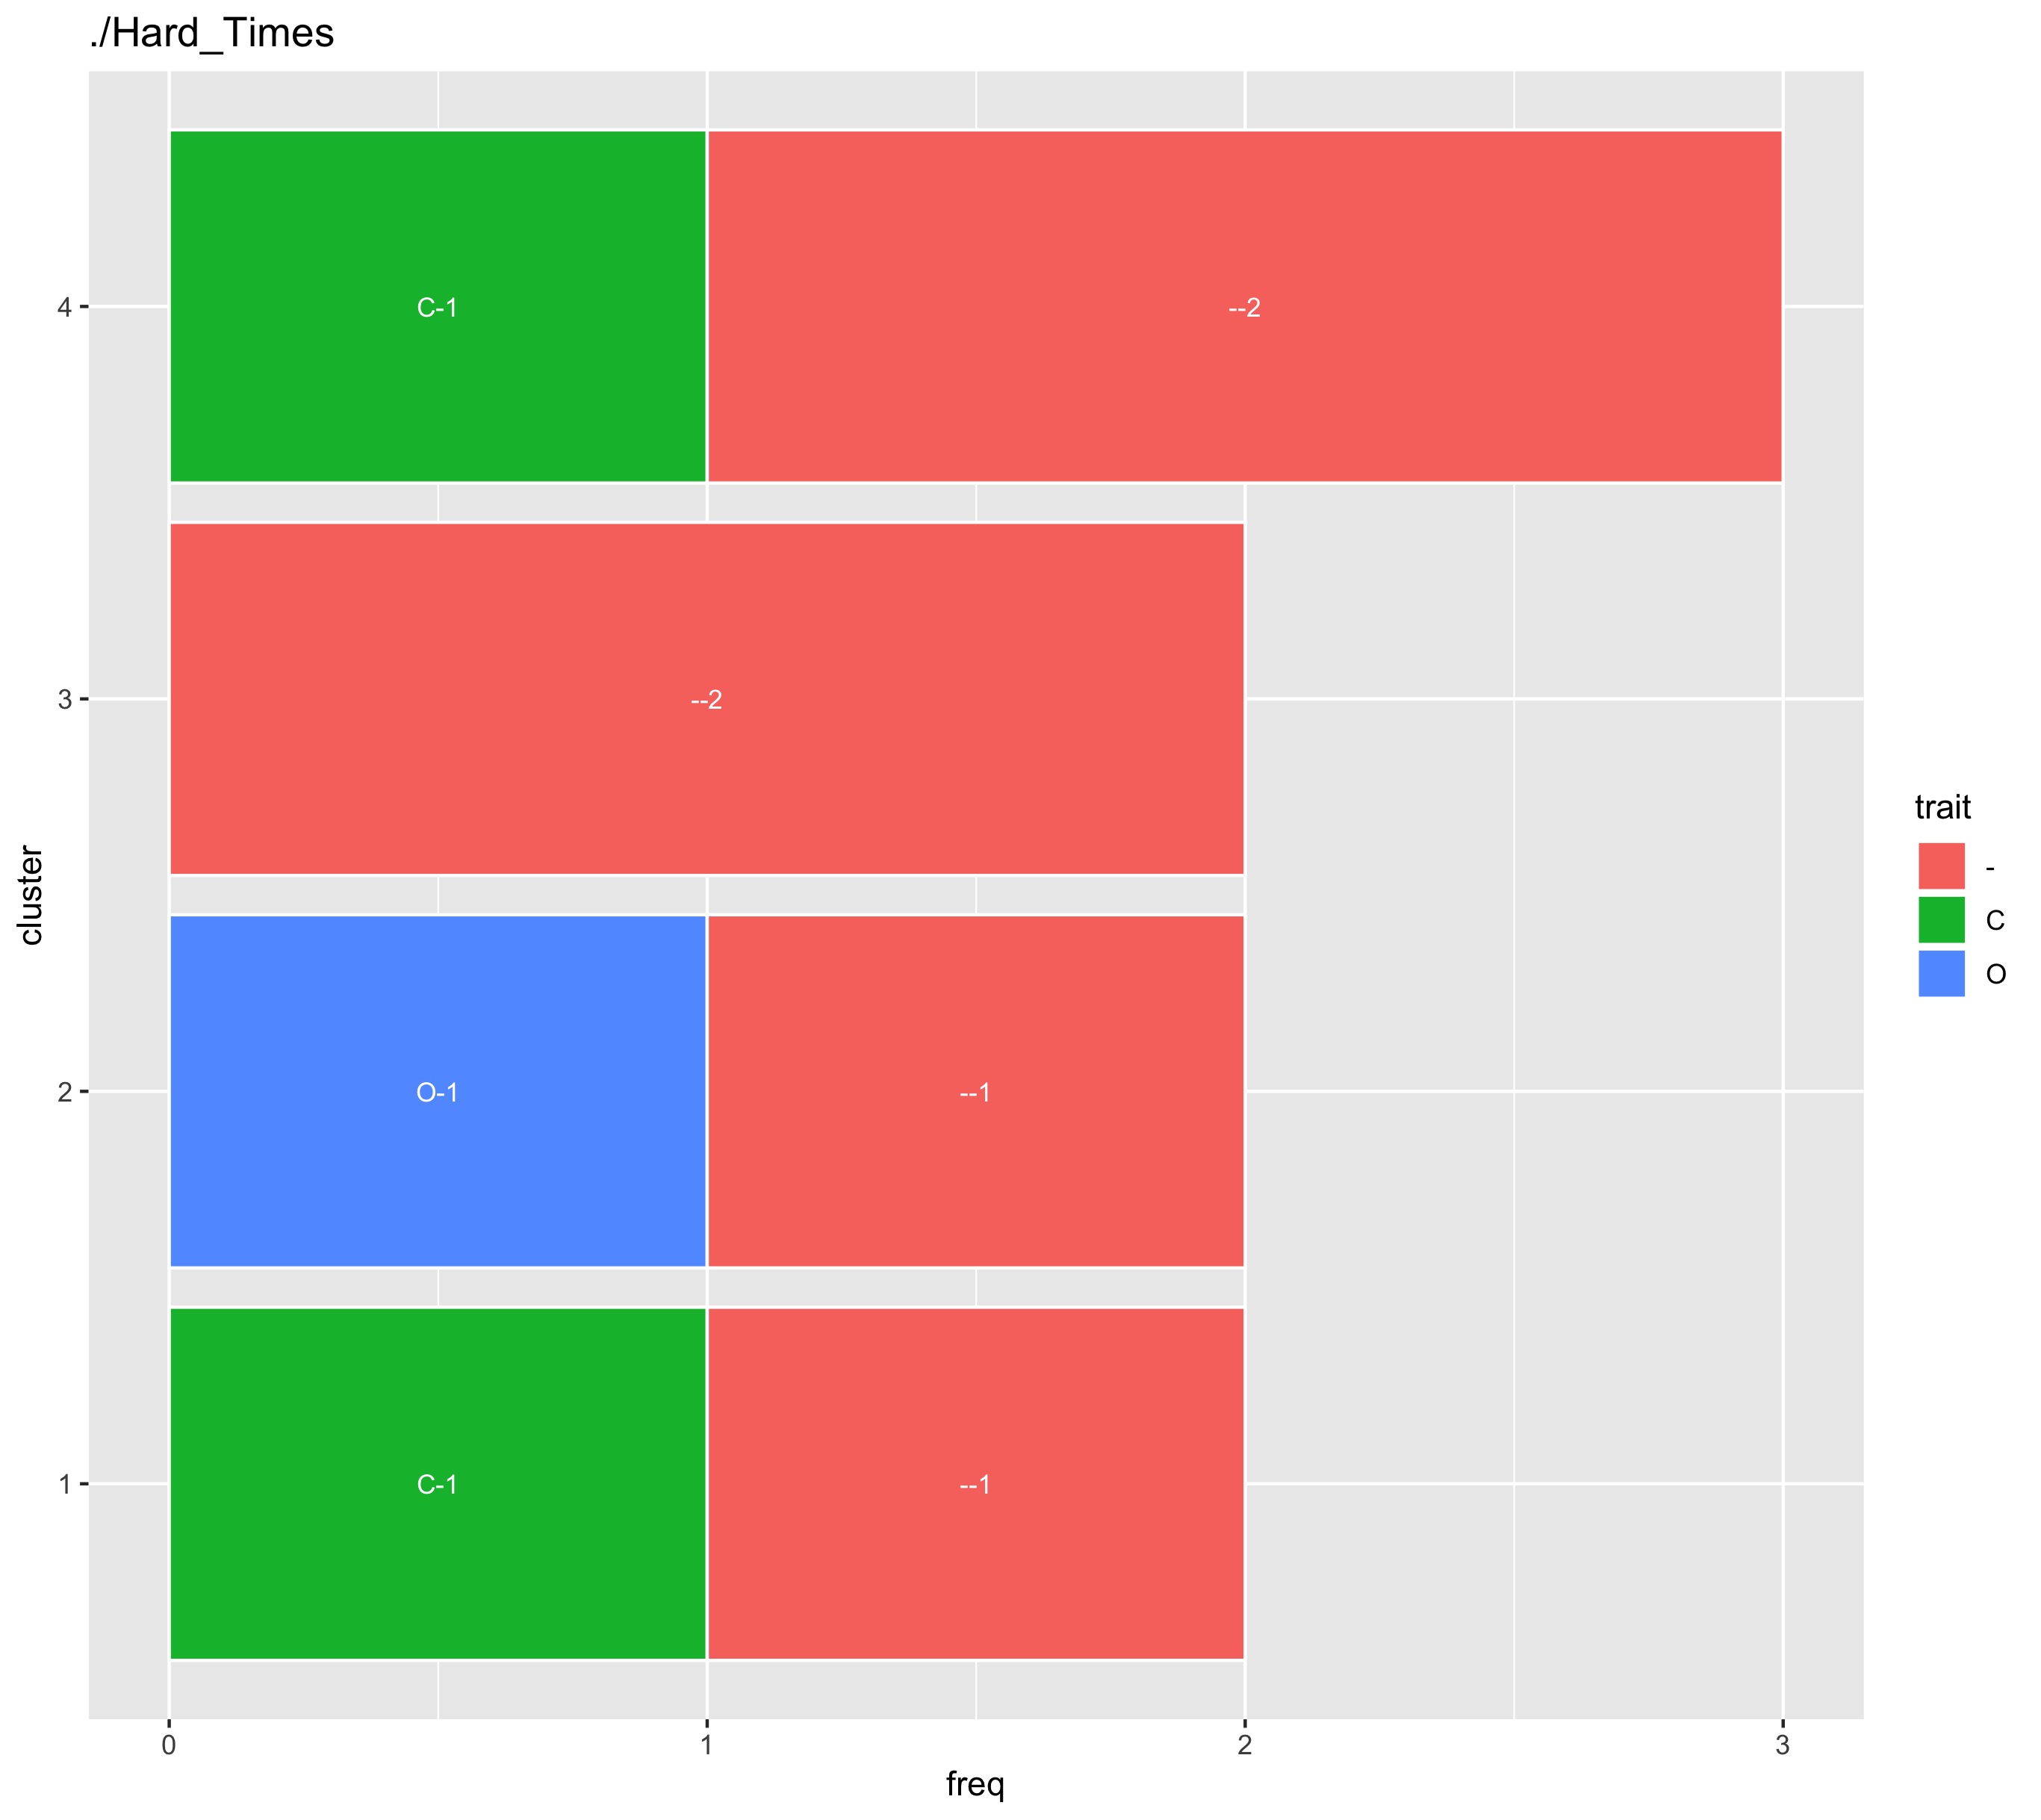 ./Hard_Times
cluster
4
C-1
--2
3
--2
2
O-1
--1
1
C-1
--1
0 1 2 3
freq
trait
-
C
O